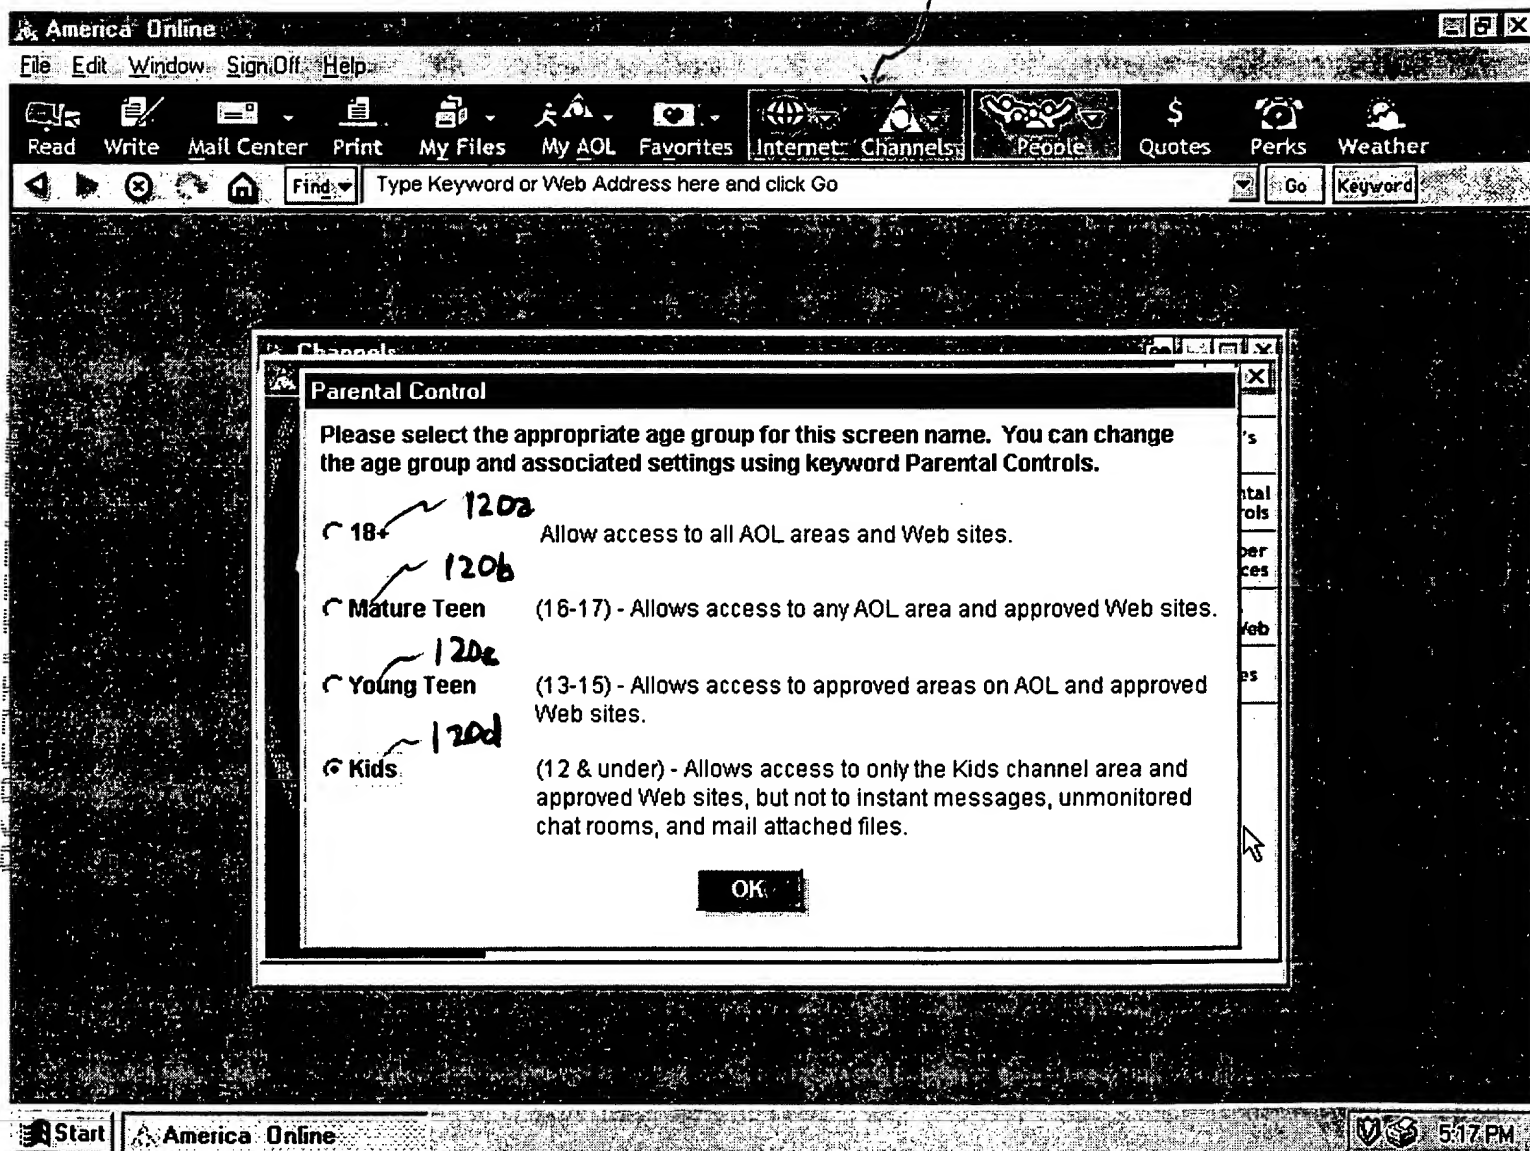 America Online
File Edit Window Sign Off Help
Read Write Mail Center Print My Files My AOL Favorites Internet Channels People Quotes Perks Weather
Find Type Keyword or Web Address here and click Go Go Keyword
Channels
Parental Control
Please select the appropriate age group for this screen name. You can change
the age group and associated settings using keyword Parental Controls.
120a
18+ Allow access to all AOL areas and Web sites.
120b
Mature Teen (16-17) - Allows access to any AOL area and approved Web sites.
120c
Young Teen (13-15) - Allows access to approved areas on AOL and approved
Web sites.
120d
Kids (12 & under) - Allows access to only the Kids channel area and
approved Web sites, but not to instant messages, unmonitored
chat rooms, and mail attached files.
OK
's
ntal
rols
ber
ces
Web
es
Start America Online 5:17 PM